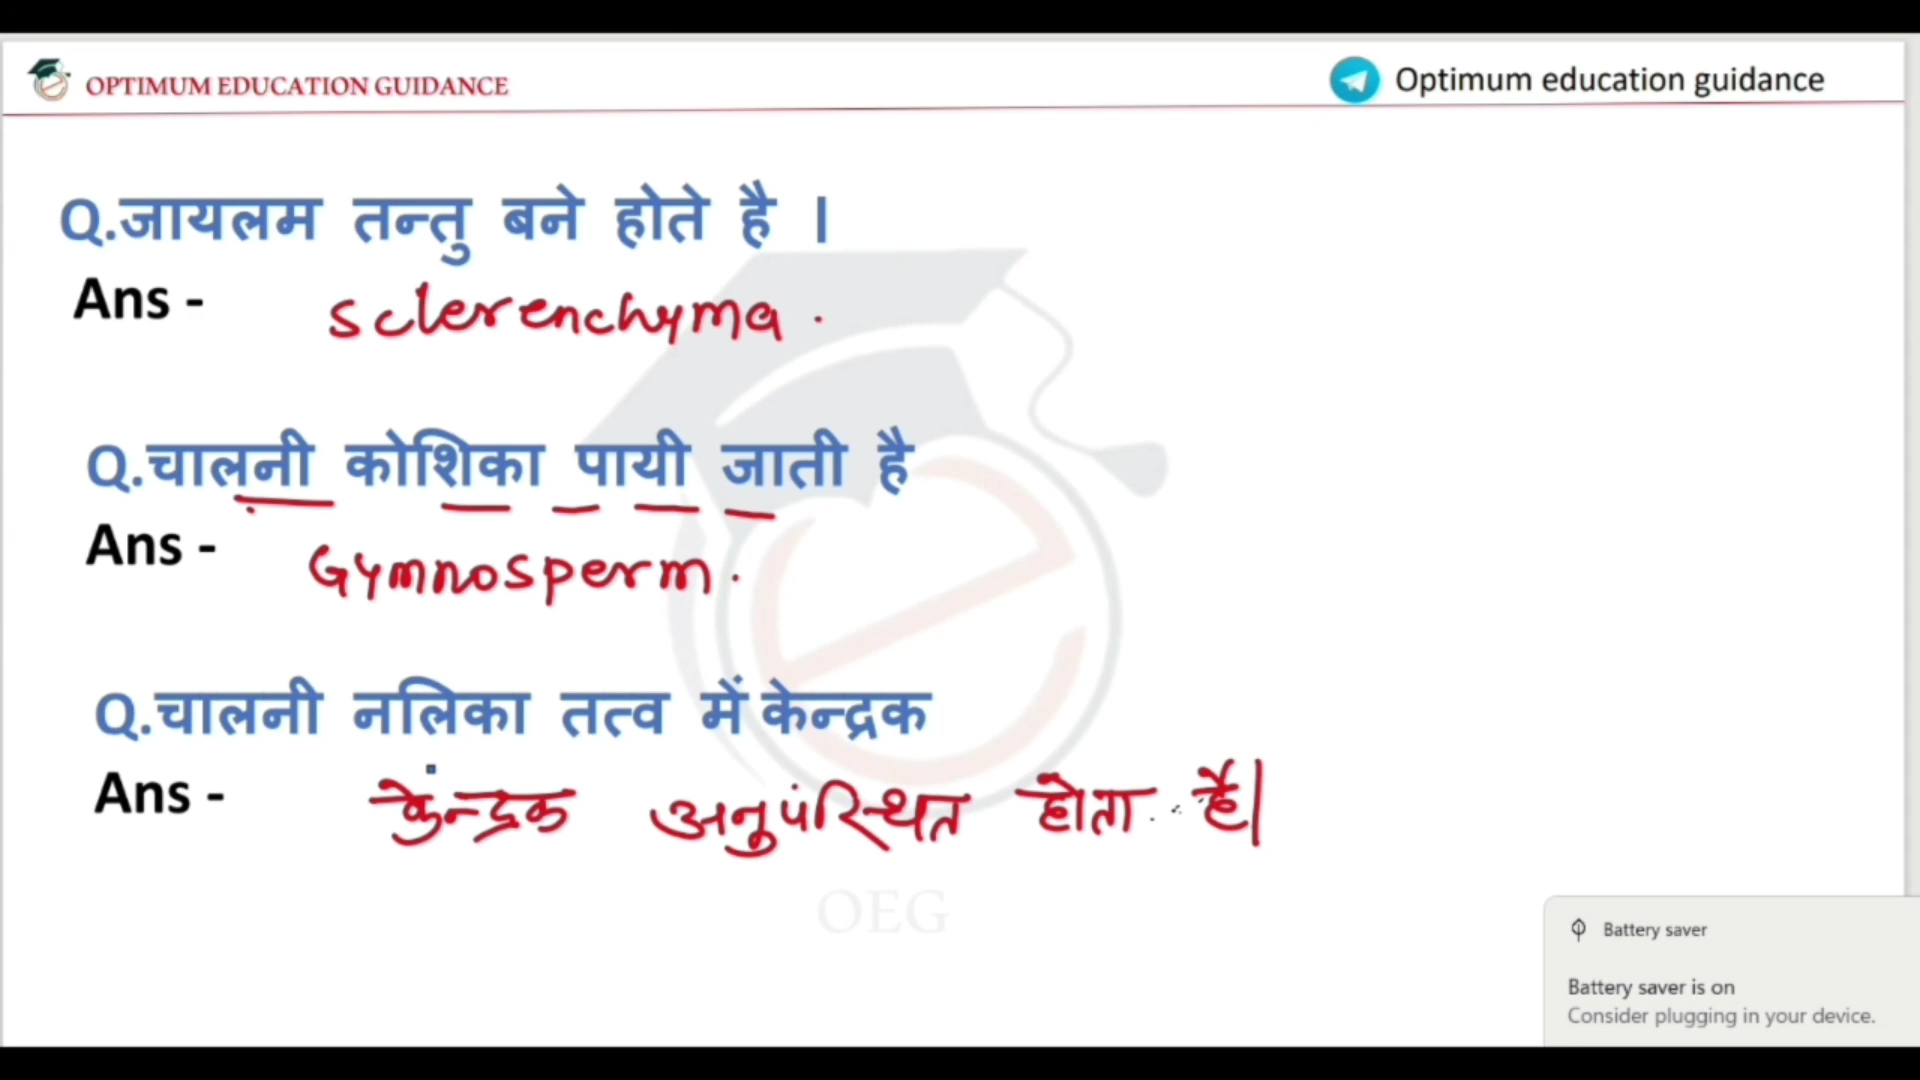 OPTIMUM EDUCATION GUIDANCE
Optimum education guidance
Q.जायलम तन्तु बने होते है ।
Ans - sclerenchyma .
Q.चालनी कोशिका पायी जाती है
Ans - Gymnosperm.
Q.चालनी नलिका तत्व में केन्द्रक
Ans - केन्द्रक अनुपस्थित होता है।
OEG
Battery saver
Battery saver is on
Consider plugging in your device.